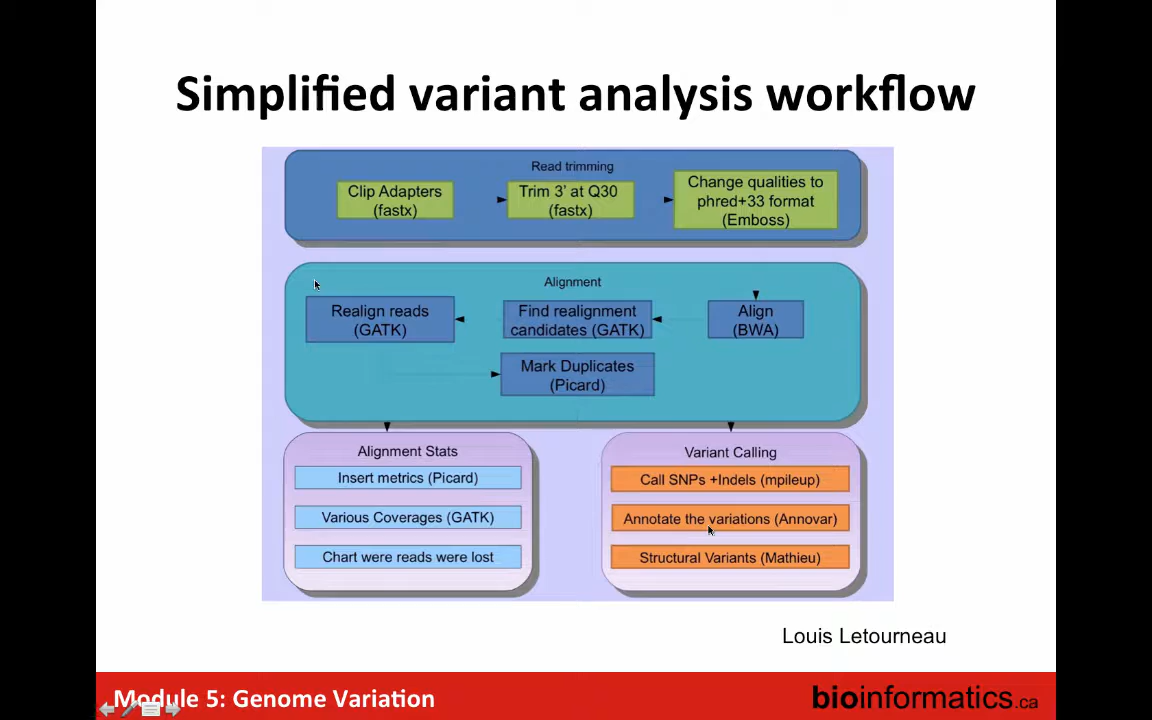 Simplified variant analysis workflow
Read trimming
Clip Adapters
(fastx)
Trim 3' at Q30
(fastx)
Change qualities to
phred+33 format
(Emboss)
Alignment
Realign reads
(GATK)
Find realignment
candidates (GATK)
Align
(BWA)
Mark Duplicates
(Picard)
Alignment Stats
Insert metrics (Picard)
Various Coverages (GATK)
Chart were reads were lost
Variant Calling
Call SNPs +Indels (mpileup)
Annotate the variations (Annovar)
Structural Variants (Mathieu)
Louis Letourneau
Module 5: Genome Variation
bioinformatics.ca